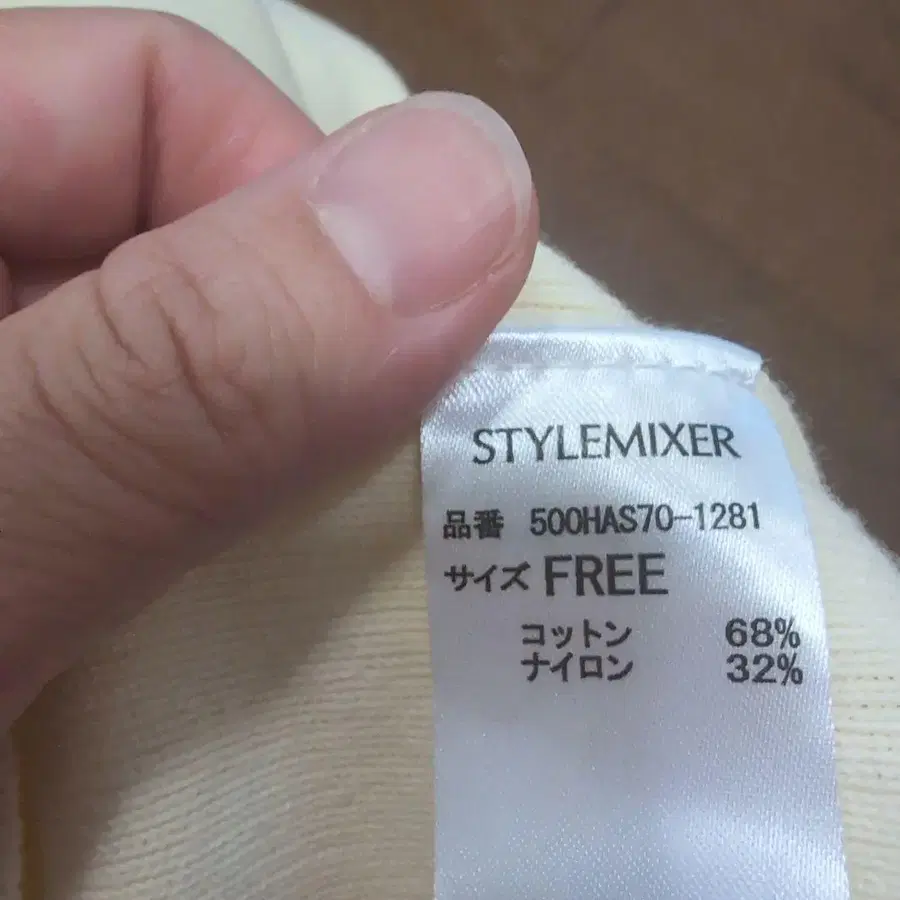 STYLEMIXER
品番 500HAS70-1281
サイズ FREE
コットン 68%
ナイロン 32%